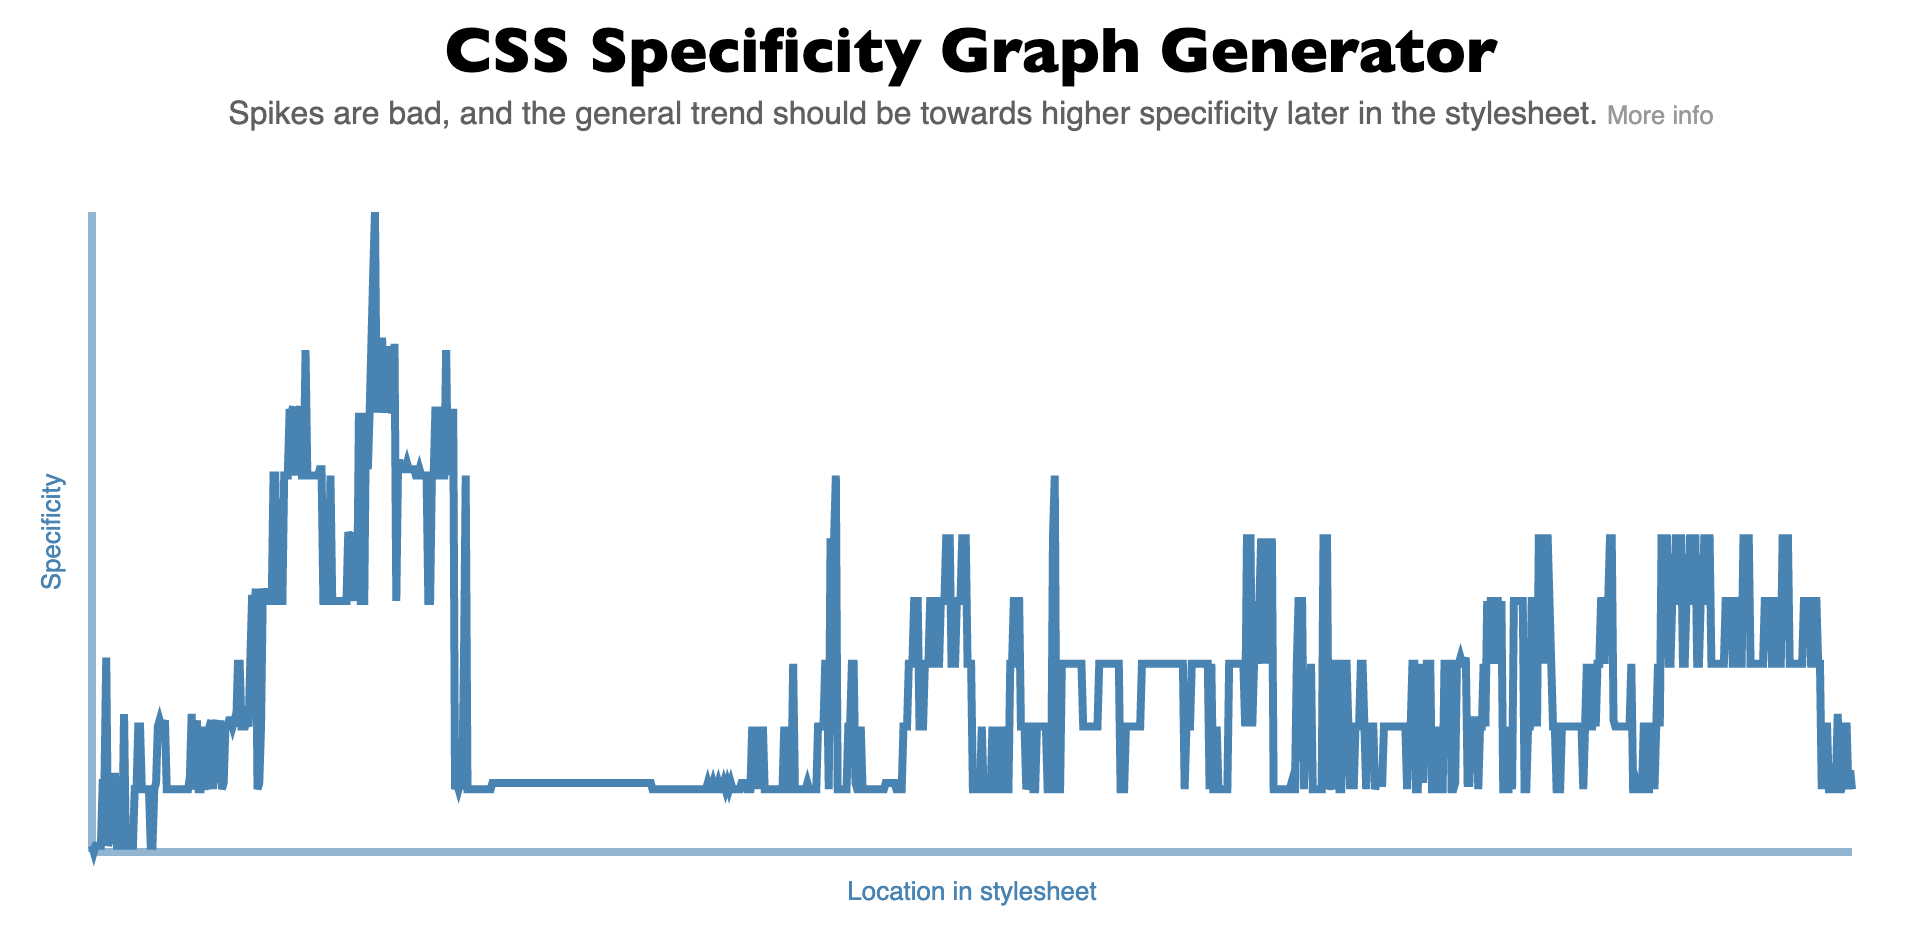 CSS Specificity Graph Generator
Spikes are bad, and the general trend should be towards higher specificity later in the stylesheet. More info
Specificity
Location in stylesheet